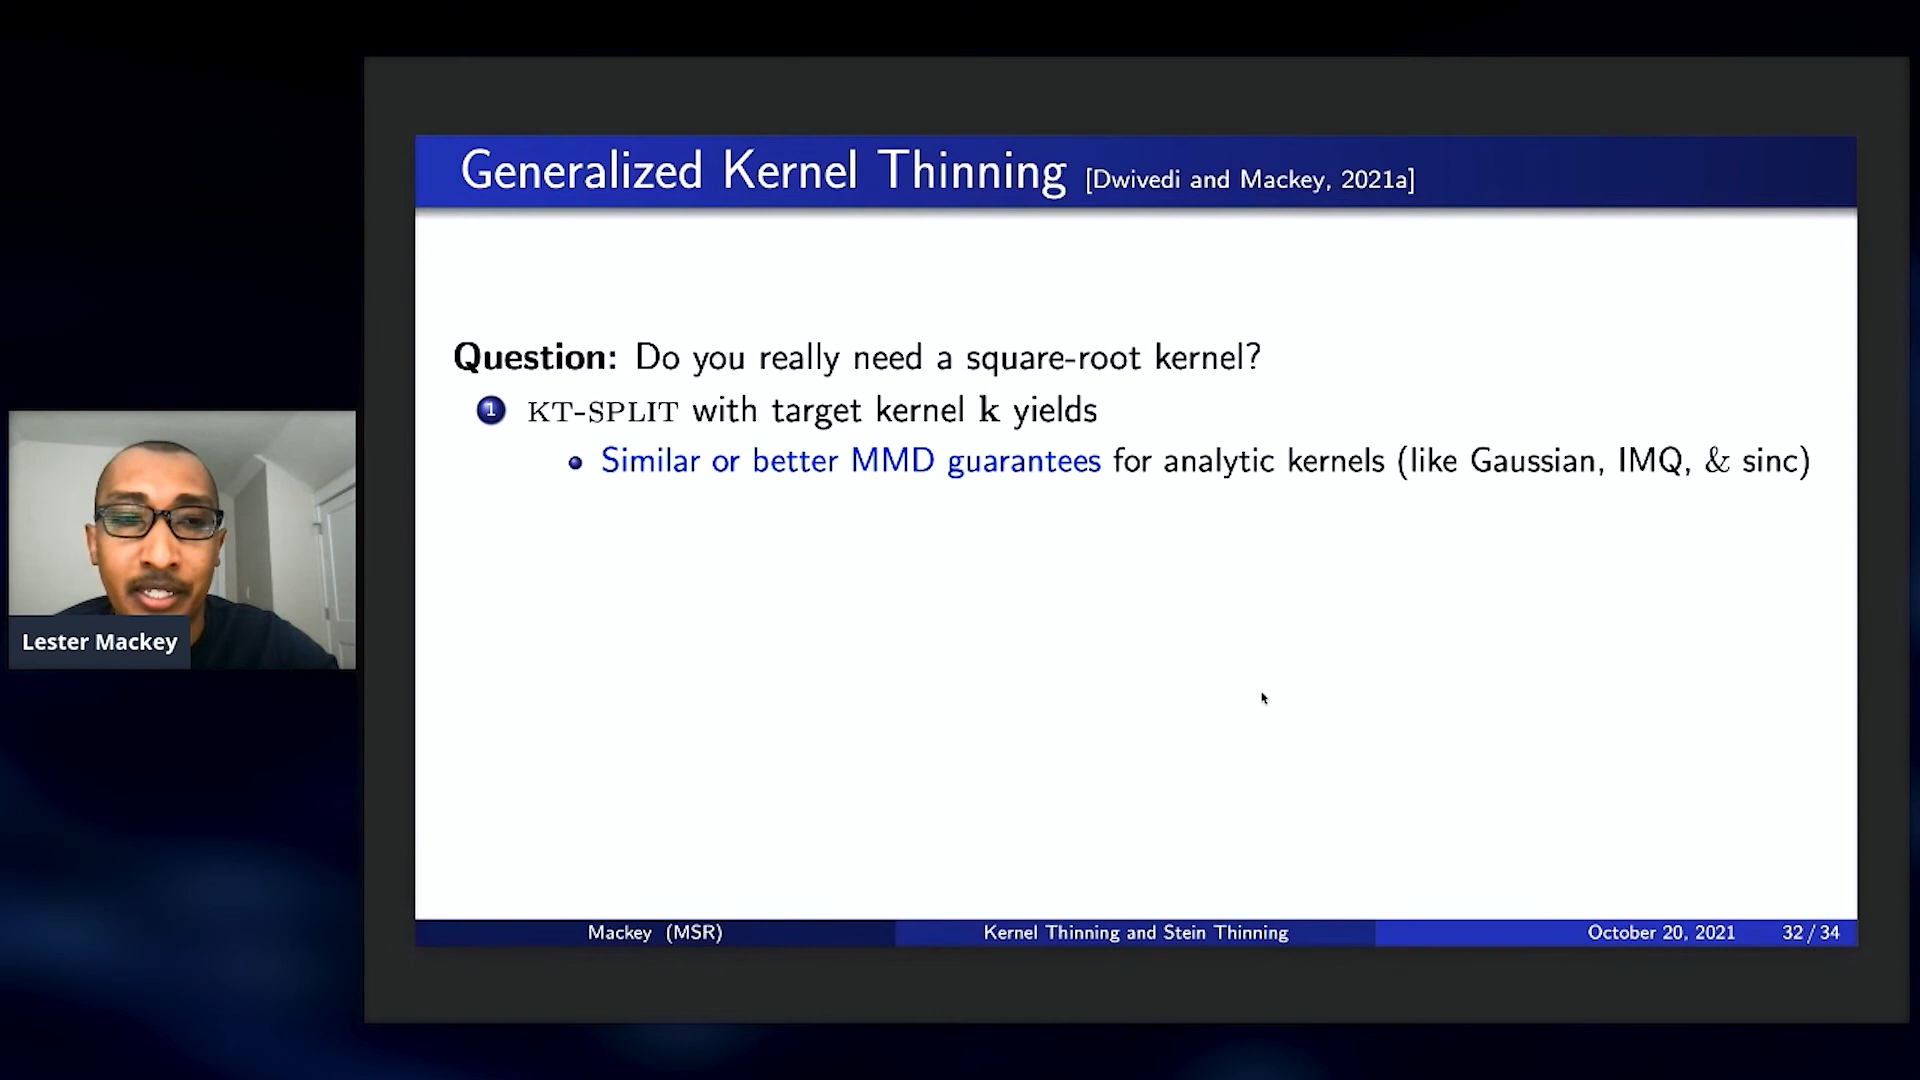 Generalized Kernel Thinning [Dwivedi and Mackey, 2021a]
Question: Do you really need a square-root kernel?
1 KT-SPLIT with target kernel k yields
• Similar or better MMD guarantees for analytic kernels (like Gaussian, IMQ, & sinc)
Lester Mackey
Mackey (MSR) Kernel Thinning and Stein Thinning October 20, 2021 32 / 34